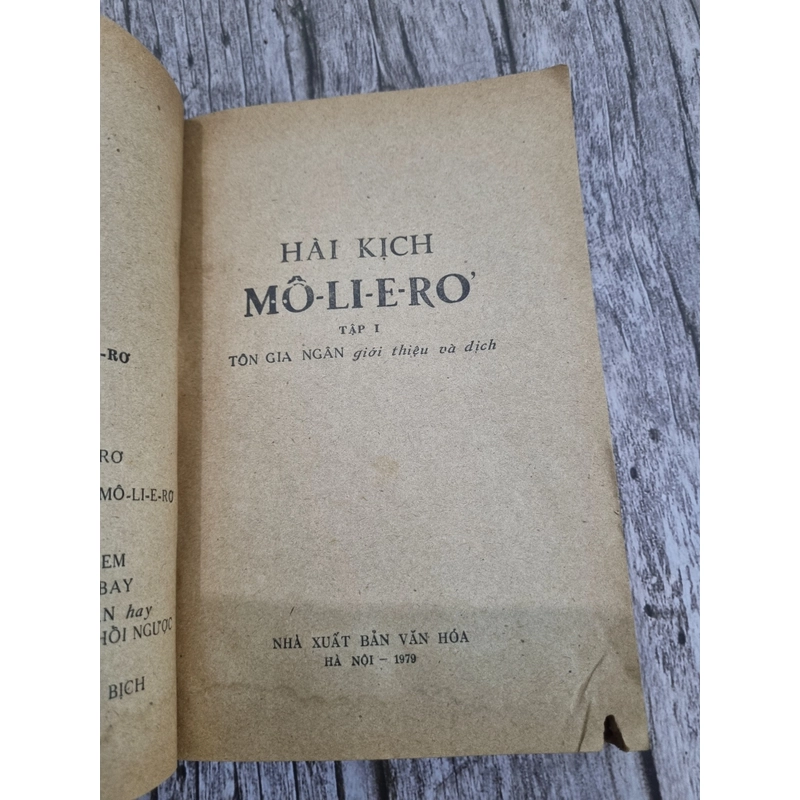 -RƠ
RƠ
MÔ-LI-E-RƠ
EM
BAY
N hay
HỒI NGƯỢC
BỊCH
HÀI KỊCH
MÔ-LI-E-RƠ
TẬP I
TÔN GIA NGÂN giới thiệu và dịch
NHÀ XUẤT BẢN VĂN HÓA
HÀ NỘI - 1979